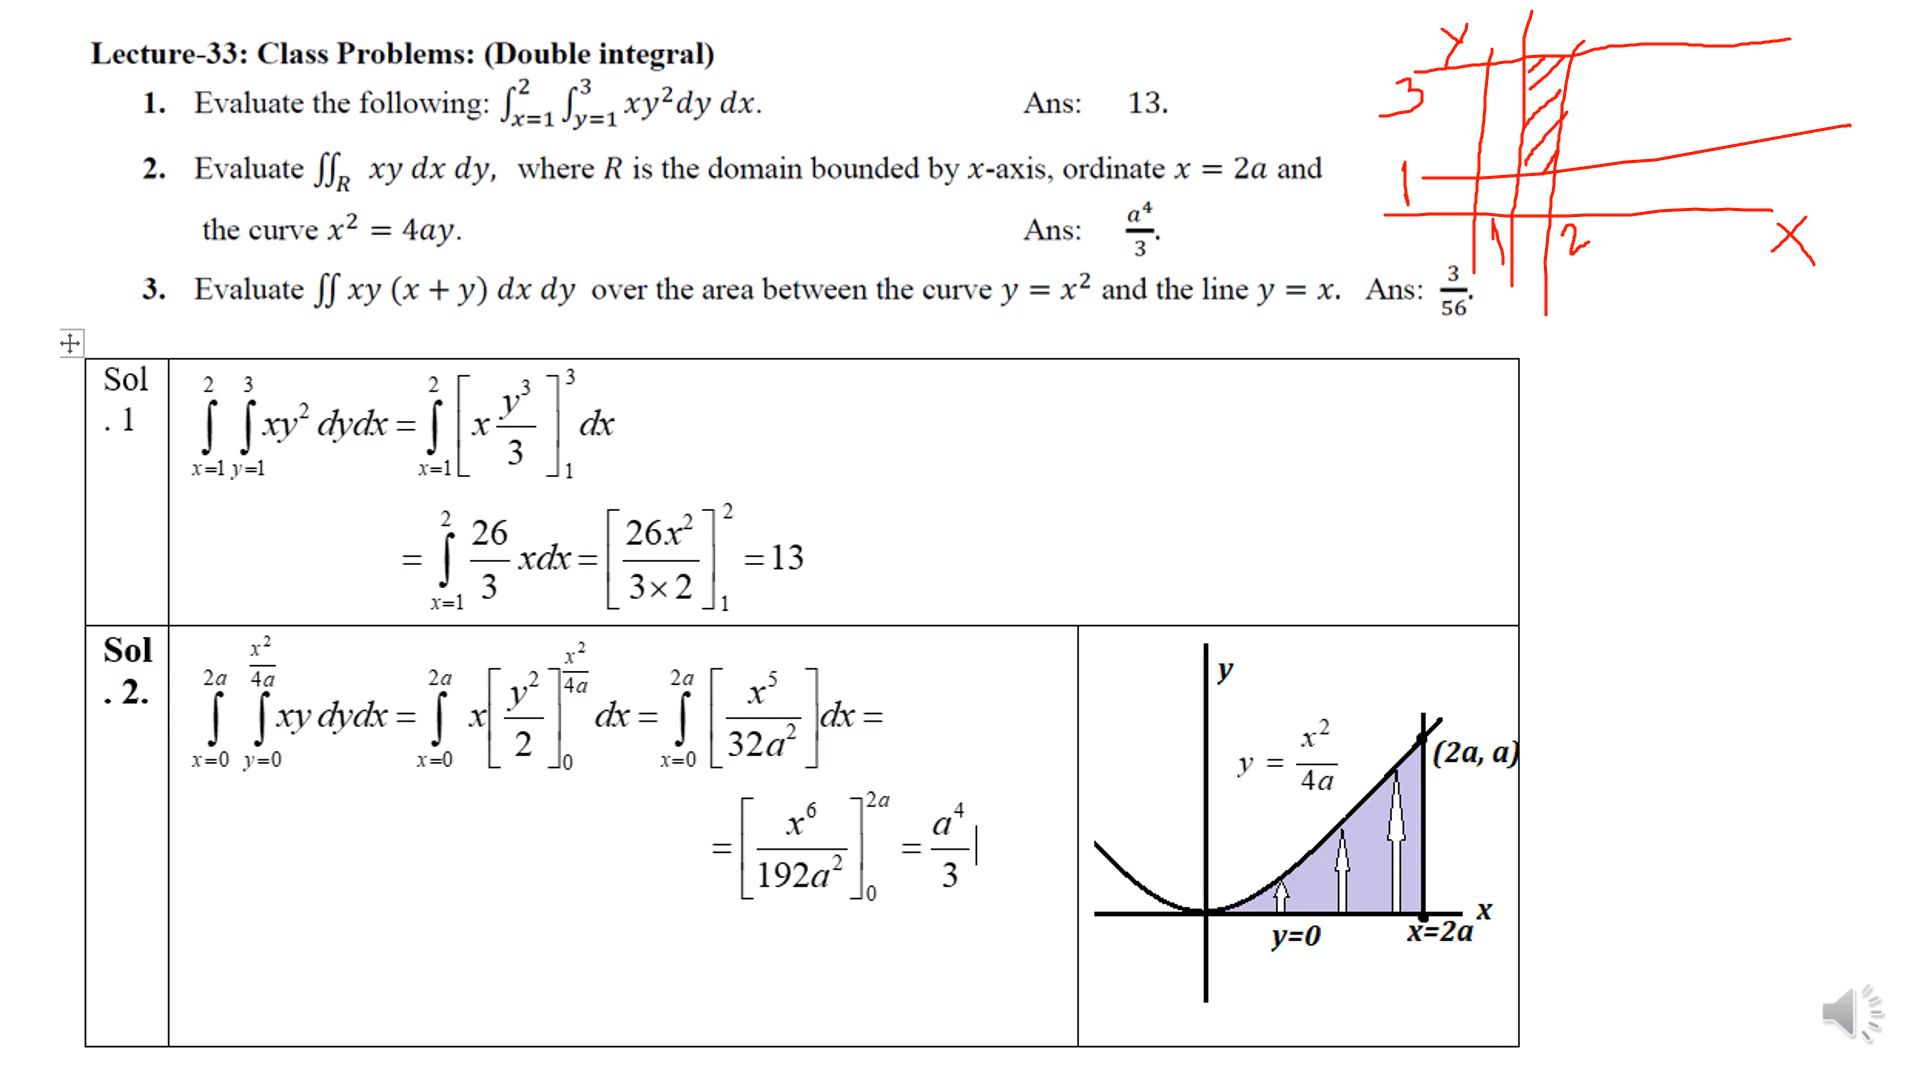 Lecture-33: Class Problems: (Double integral)
1. Evaluate the following: ∫_{x=1}^{2} ∫_{y=1}^{3} xy² dy dx. Ans: 13.
2. Evaluate ∬_R xy dx dy, where R is the domain bounded by x-axis, ordinate x = 2a and
the curve x² = 4ay. Ans: a⁴/3.
3. Evaluate ∬ xy (x + y) dx dy over the area between the curve y = x² and the line y = x. Ans: 3/56.
Y
3
1
1 2 X
Sol . 1
∫_{x=1}^{2} ∫_{y=1}^{3} xy² dydx = ∫_{x=1}^{2} [x y³/3]_{1}^{3} dx
= ∫_{x=1}^{2} 26/3 xdx = [26x²/(3×2)]_{1}^{2} = 13
Sol . 2.
∫_{x=0}^{2a} ∫_{y=0}^{x²/4a} xy dydx = ∫_{x=0}^{2a} x[y²/2]_{0}^{x²/4a} dx = ∫_{x=0}^{2a} [x⁵/32a²] dx =
= [x⁶/192a²]_{0}^{2a} = a⁴/3
y
y = x²/4a
(2a, a)
x
y=0
x=2a